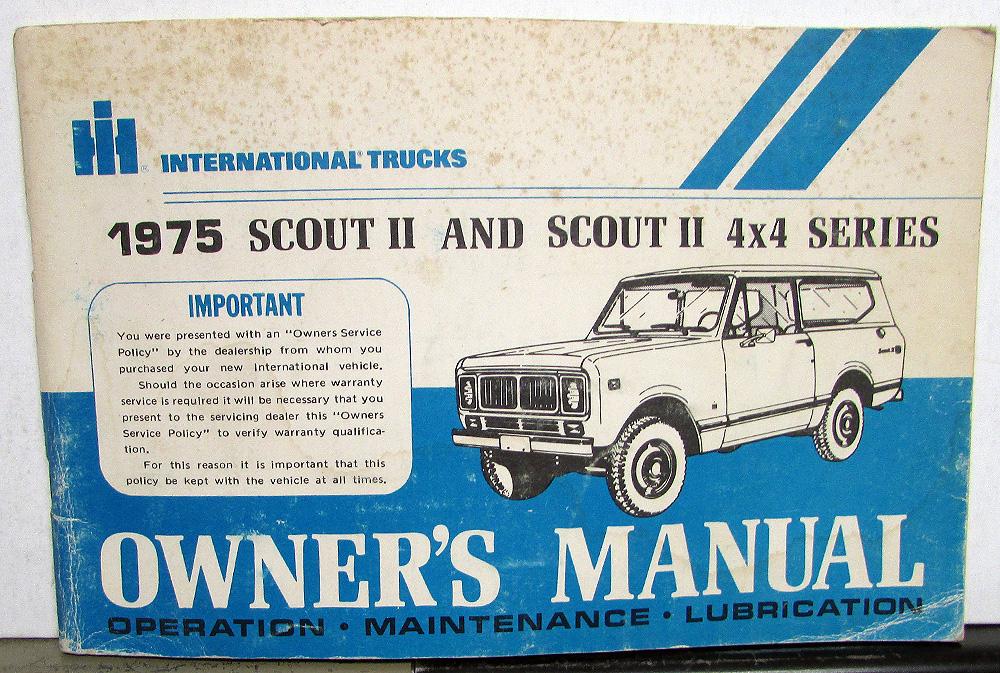 IH® INTERNATIONAL® TRUCKS
1975 SCOUT II AND SCOUT II 4x4 SERIES
IMPORTANT
You were presented with an "Owners Service
Policy" by the dealership from whom you
purchased your new International vehicle.
Should the occasion arise where warranty
service is required it will be necessary that you
present to the servicing dealer this "Owners
Service Policy" to verify warranty qualifica-
tion.
For this reason it is important that this
policy be kept with the vehicle at all times.
Scout II
OWNER'S MANUAL
OPERATION • MAINTENANCE • LUBRiCATION